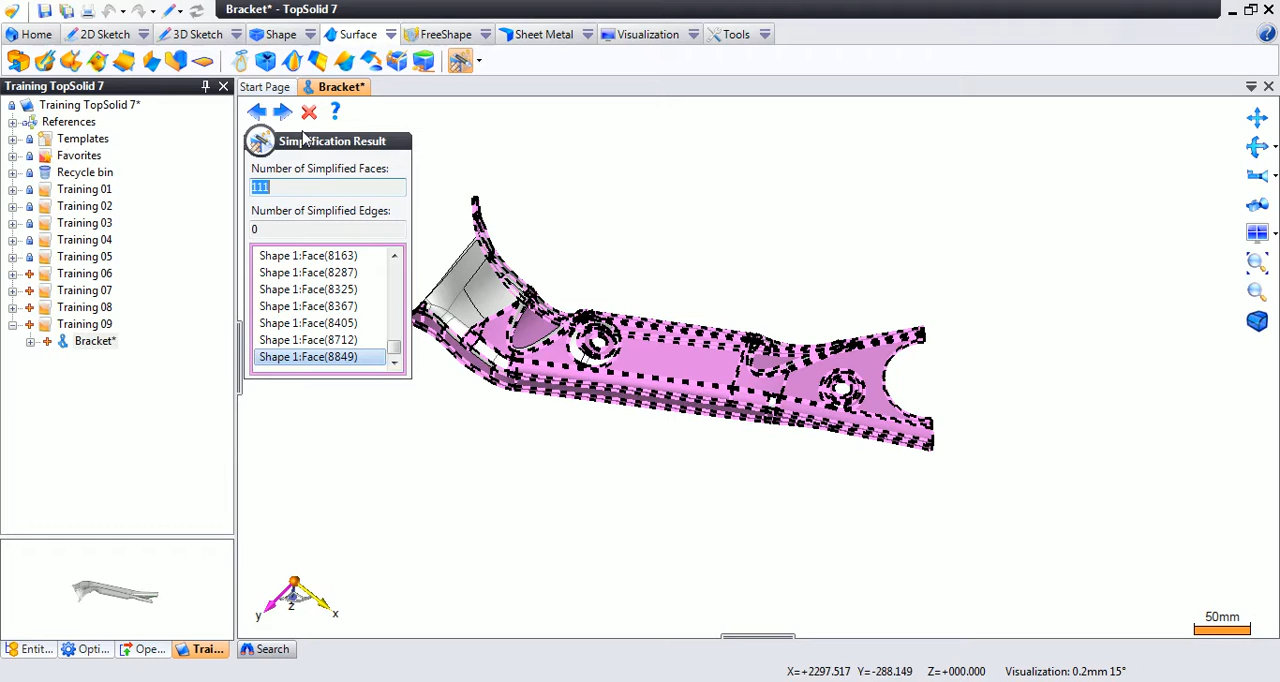 Bracket* - TopSolid 7
Home
2D Sketch
3D Sketch
Shape
Surface
FreeShape
Sheet Metal
Visualization
Tools
Training TopSolid 7
Start Page
Bracket*
Training TopSolid 7*
References
Templates
Favorites
Recycle bin
Training 01
Training 02
Training 03
Training 04
Training 05
Training 06
Training 07
Training 08
Training 09
Bracket*
Simplification Result
Number of Simplified Faces:
111
Number of Simplified Edges:
0
Shape 1:Face(8163)
Shape 1:Face(8287)
Shape 1:Face(8325)
Shape 1:Face(8367)
Shape 1:Face(8405)
Shape 1:Face(8712)
Shape 1:Face(8849)
y
z
x
50mm
Entit...
Opti...
Ope...
Trai...
Search
X=+2297.517 Y=-288.149 Z=+000.000 Visualization: 0.2mm 15°